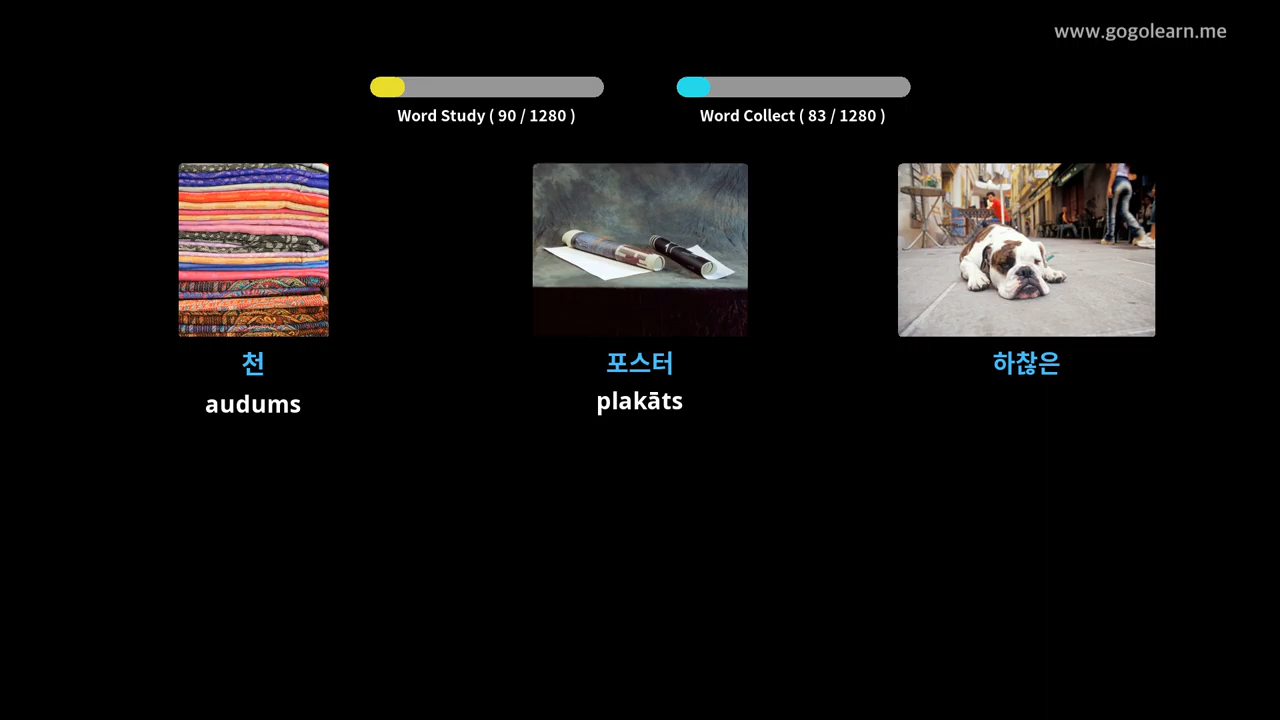 www.gogolearn.me
Word Study ( 90 / 1280 )
Word Collect ( 83 / 1280 )
천
포스터
하찮은
audums
plakāts